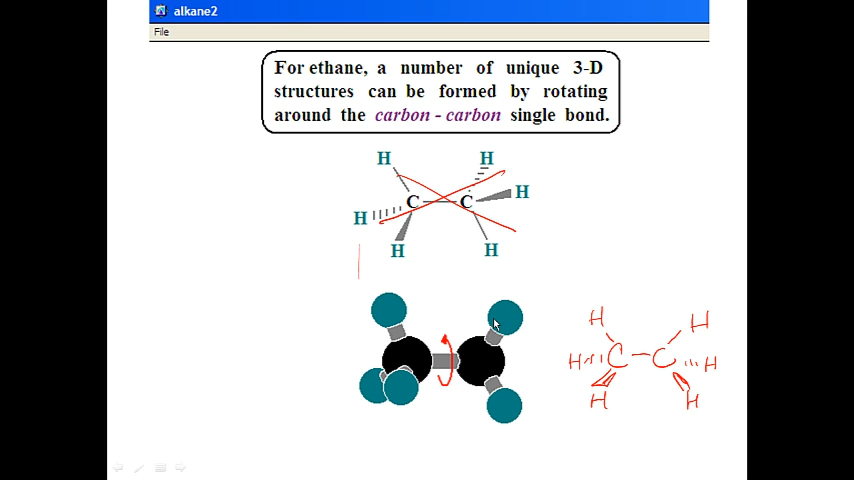 alkane2
File
For ethane, a number of unique 3-D
structures can be formed by rotating
around the carbon - carbon single bond.
H H
C C H
H
H H
H H
H C - C H
H H